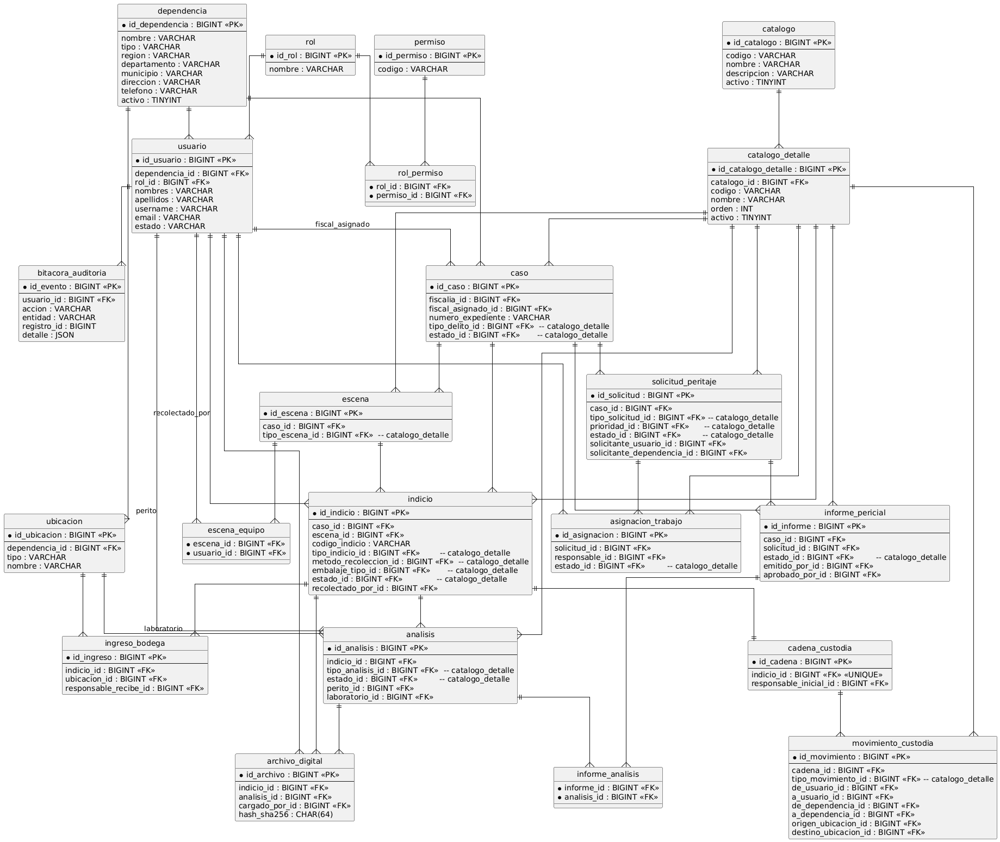 dependencia
* id_dependencia : BIGINT «PK»
nombre : VARCHAR
tipo : VARCHAR
region : VARCHAR
departamento : VARCHAR
municipio : VARCHAR
direccion : VARCHAR
telefono : VARCHAR
activo : TINYINT
rol
* id_rol : BIGINT «PK»
nombre : VARCHAR
permiso
* id_permiso : BIGINT «PK»
codigo : VARCHAR
catalogo
* id_catalogo : BIGINT «PK»
codigo : VARCHAR
nombre : VARCHAR
descripcion : VARCHAR
activo : TINYINT
usuario
* id_usuario : BIGINT «PK»
dependencia_id : BIGINT «FK»
rol_id : BIGINT «FK»
nombres : VARCHAR
apellidos : VARCHAR
username : VARCHAR
email : VARCHAR
estado : VARCHAR
rol_permiso
* rol_id : BIGINT «FK»
* permiso_id : BIGINT «FK»
catalogo_detalle
* id_catalogo_detalle : BIGINT «PK»
catalogo_id : BIGINT «FK»
codigo : VARCHAR
nombre : VARCHAR
orden : INT
activo : TINYINT
fiscal_asignado
bitacora_auditoria
* id_evento : BIGINT «PK»
usuario_id : BIGINT «FK»
accion : VARCHAR
entidad : VARCHAR
registro_id : BIGINT
detalle : JSON
caso
* id_caso : BIGINT «PK»
fiscalia_id : BIGINT «FK»
fiscal_asignado_id : BIGINT «FK»
numero_expediente : VARCHAR
tipo_delito_id : BIGINT «FK» -- catalogo_detalle
estado_id : BIGINT «FK» -- catalogo_detalle
escena
* id_escena : BIGINT «PK»
caso_id : BIGINT «FK»
tipo_escena_id : BIGINT «FK» -- catalogo_detalle
solicitud_peritaje
* id_solicitud : BIGINT «PK»
caso_id : BIGINT «FK»
tipo_solicitud_id : BIGINT «FK» -- catalogo_detalle
prioridad_id : BIGINT «FK» -- catalogo_detalle
estado_id : BIGINT «FK» -- catalogo_detalle
solicitante_usuario_id : BIGINT «FK»
solicitante_dependencia_id : BIGINT «FK»
recolectado_por
perito
ubicacion
* id_ubicacion : BIGINT «PK»
dependencia_id : BIGINT «FK»
tipo : VARCHAR
nombre : VARCHAR
escena_equipo
* escena_id : BIGINT «FK»
* usuario_id : BIGINT «FK»
indicio
* id_indicio : BIGINT «PK»
caso_id : BIGINT «FK»
escena_id : BIGINT «FK»
codigo_indicio : VARCHAR
tipo_indicio_id : BIGINT «FK» -- catalogo_detalle
metodo_recoleccion_id : BIGINT «FK» -- catalogo_detalle
embalaje_tipo_id : BIGINT «FK» -- catalogo_detalle
estado_id : BIGINT «FK» -- catalogo_detalle
recolectado_por_id : BIGINT «FK»
asignacion_trabajo
* id_asignacion : BIGINT «PK»
solicitud_id : BIGINT «FK»
responsable_id : BIGINT «FK»
estado_id : BIGINT «FK» -- catalogo_detalle
informe_pericial
* id_informe : BIGINT «PK»
caso_id : BIGINT «FK»
solicitud_id : BIGINT «FK»
estado_id : BIGINT «FK» -- catalogo_detalle
emitido_por_id : BIGINT «FK»
aprobado_por_id : BIGINT «FK»
laboratorio
ingreso_bodega
* id_ingreso : BIGINT «PK»
indicio_id : BIGINT «FK»
ubicacion_id : BIGINT «FK»
responsable_recibe_id : BIGINT «FK»
analisis
* id_analisis : BIGINT «PK»
indicio_id : BIGINT «FK»
tipo_analisis_id : BIGINT «FK» -- catalogo_detalle
estado_id : BIGINT «FK» -- catalogo_detalle
perito_id : BIGINT «FK»
laboratorio_id : BIGINT «FK»
cadena_custodia
* id_cadena : BIGINT «PK»
indicio_id : BIGINT «FK» «UNIQUE»
responsable_inicial_id : BIGINT «FK»
archivo_digital
* id_archivo : BIGINT «PK»
indicio_id : BIGINT «FK»
analisis_id : BIGINT «FK»
cargado_por_id : BIGINT «FK»
hash_sha256 : CHAR(64)
informe_analisis
* informe_id : BIGINT «FK»
* analisis_id : BIGINT «FK»
movimiento_custodia
* id_movimiento : BIGINT «PK»
cadena_id : BIGINT «FK»
tipo_movimiento_id : BIGINT «FK» -- catalogo_detalle
de_usuario_id : BIGINT «FK»
a_usuario_id : BIGINT «FK»
de_dependencia_id : BIGINT «FK»
a_dependencia_id : BIGINT «FK»
origen_ubicacion_id : BIGINT «FK»
destino_ubicacion_id : BIGINT «FK»